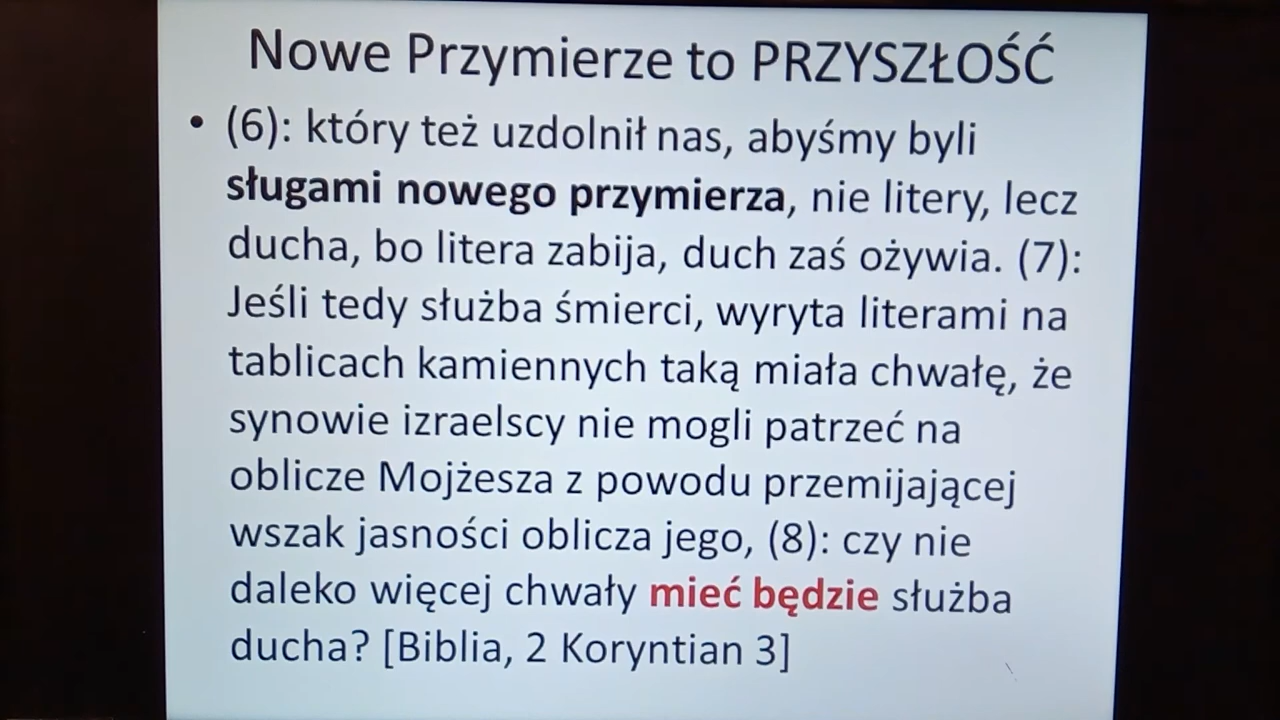 Nowe Przymierze to PRZYSZŁOŚĆ
• (6): który też uzdolnił nas, abyśmy byli
sługami nowego przymierza, nie litery, lecz
ducha, bo litera zabija, duch zaś ożywia. (7):
Jeśli tedy służba śmierci, wyryta literami na
tablicach kamiennych taką miała chwałę, że
synowie izraelscy nie mogli patrzeć na
oblicze Mojżesza z powodu przemijającej
wszak jasności oblicza jego, (8): czy nie
daleko więcej chwały mieć będzie służba
ducha? [Biblia, 2 Koryntian 3]